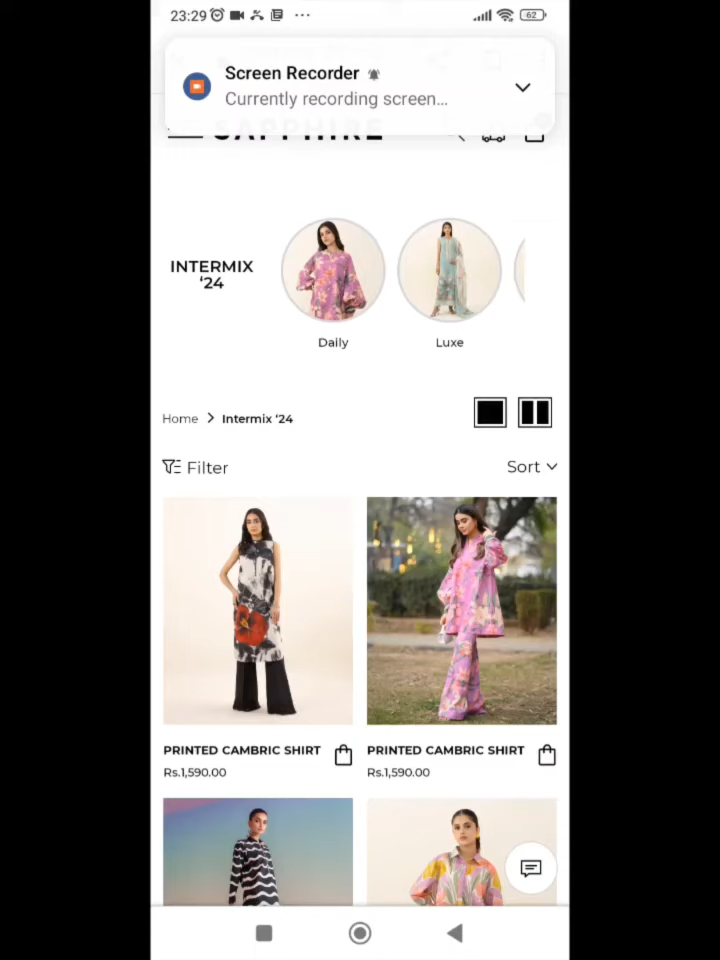 23:29
62
Screen Recorder
Currently recording screen...
SAPPHIRE
INTERMIX
‘24
Daily
Luxe
Home > Intermix ‘24
Filter
Sort
PRINTED CAMBRIC SHIRT
Rs.1,590.00
PRINTED CAMBRIC SHIRT
Rs.1,590.00